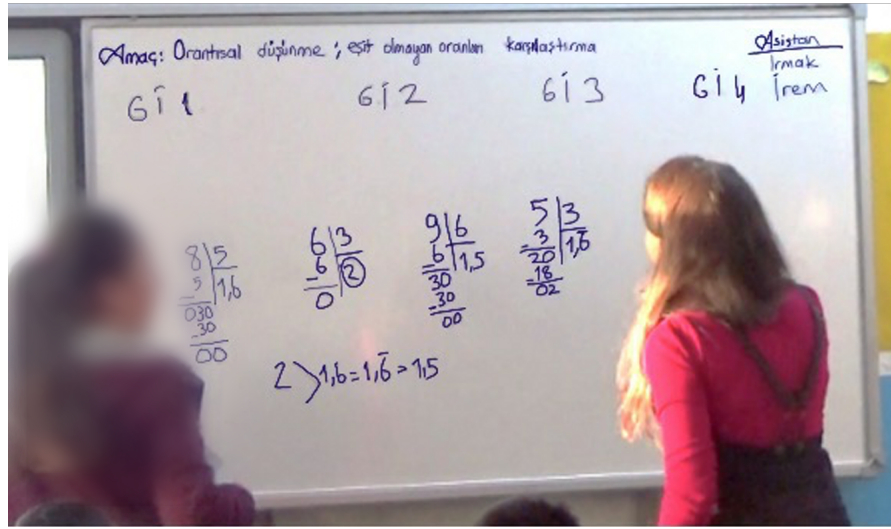 Amaç: Orantısal düşünme ; eşit olmayan oranları karşılaştırma
Asistan
Irmak
İrem
Gİ 1
Gİ 2
Gİ 3
Gİ 4
8 5
- 5 1,6
030
- 30
00
6 3
- 6 2
0
9 6
- 6 1,5
30
- 30
00
5 3
- 3 1,6̅
20
- 18
02
2 > 1,6 = 1,6̅ > 1,5